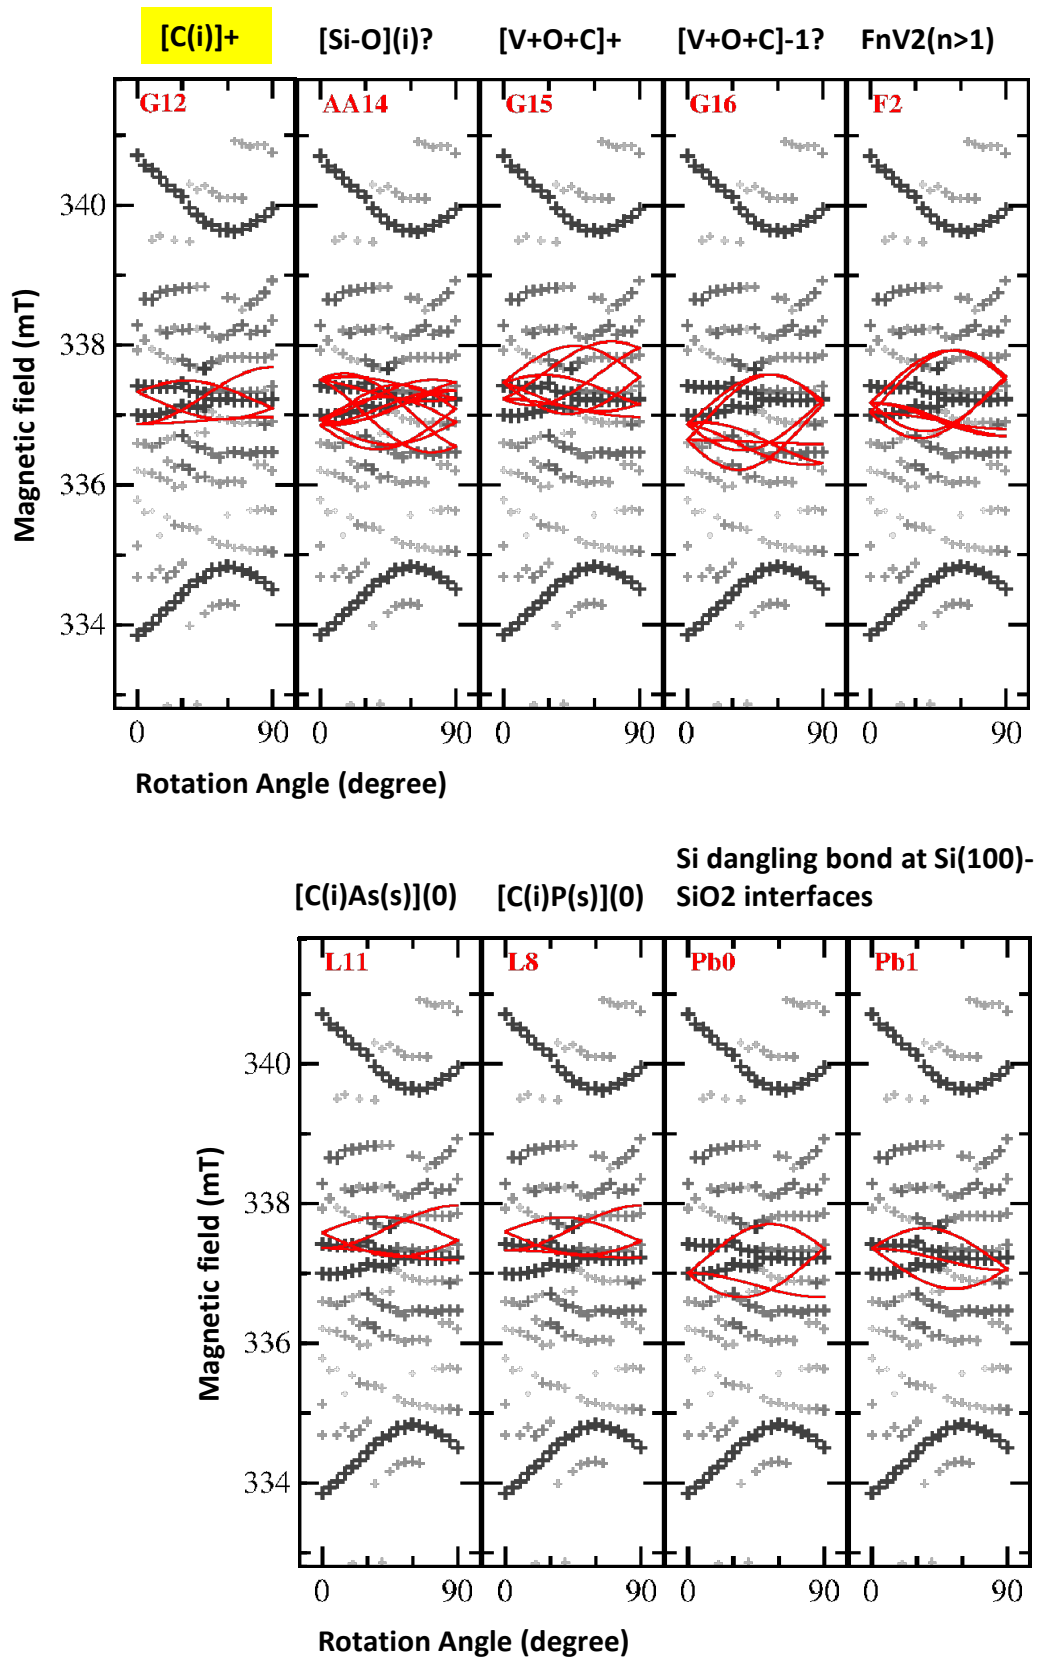 [C(i)]+ [Si-O](i)? [V+O+C]+ [V+O+C]-1? FnV2(n>1)
G12 AA14 G15 G16 F2
340
338
336
334
Magnetic field (mT)
0 90 0 90 0 90 0 90 0 90
Rotation Angle (degree)
Si dangling bond at Si(100)-
[C(i)As(s)](0) [C(i)P(s)](0) SiO2 interfaces
L11 L8 Pb0 Pb1
340
338
336
334
Magnetic field (mT)
0 90 0 90 0 90 0 90
Rotation Angle (degree)